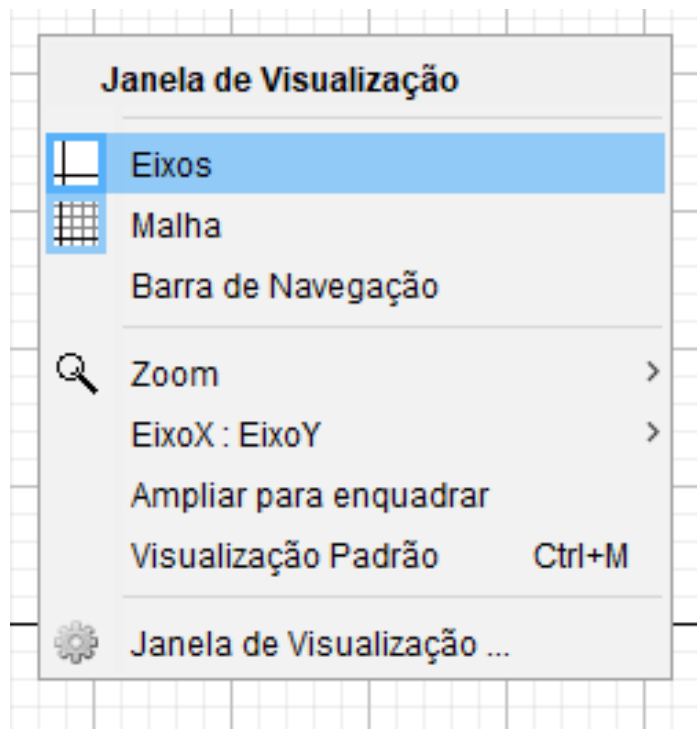 Janela de Visualização
Eixos
Malha
Barra de Navegação
Zoom
EixoX : EixoY
Ampliar para enquadrar
Visualização Padrão Ctrl+M
Janela de Visualização ...